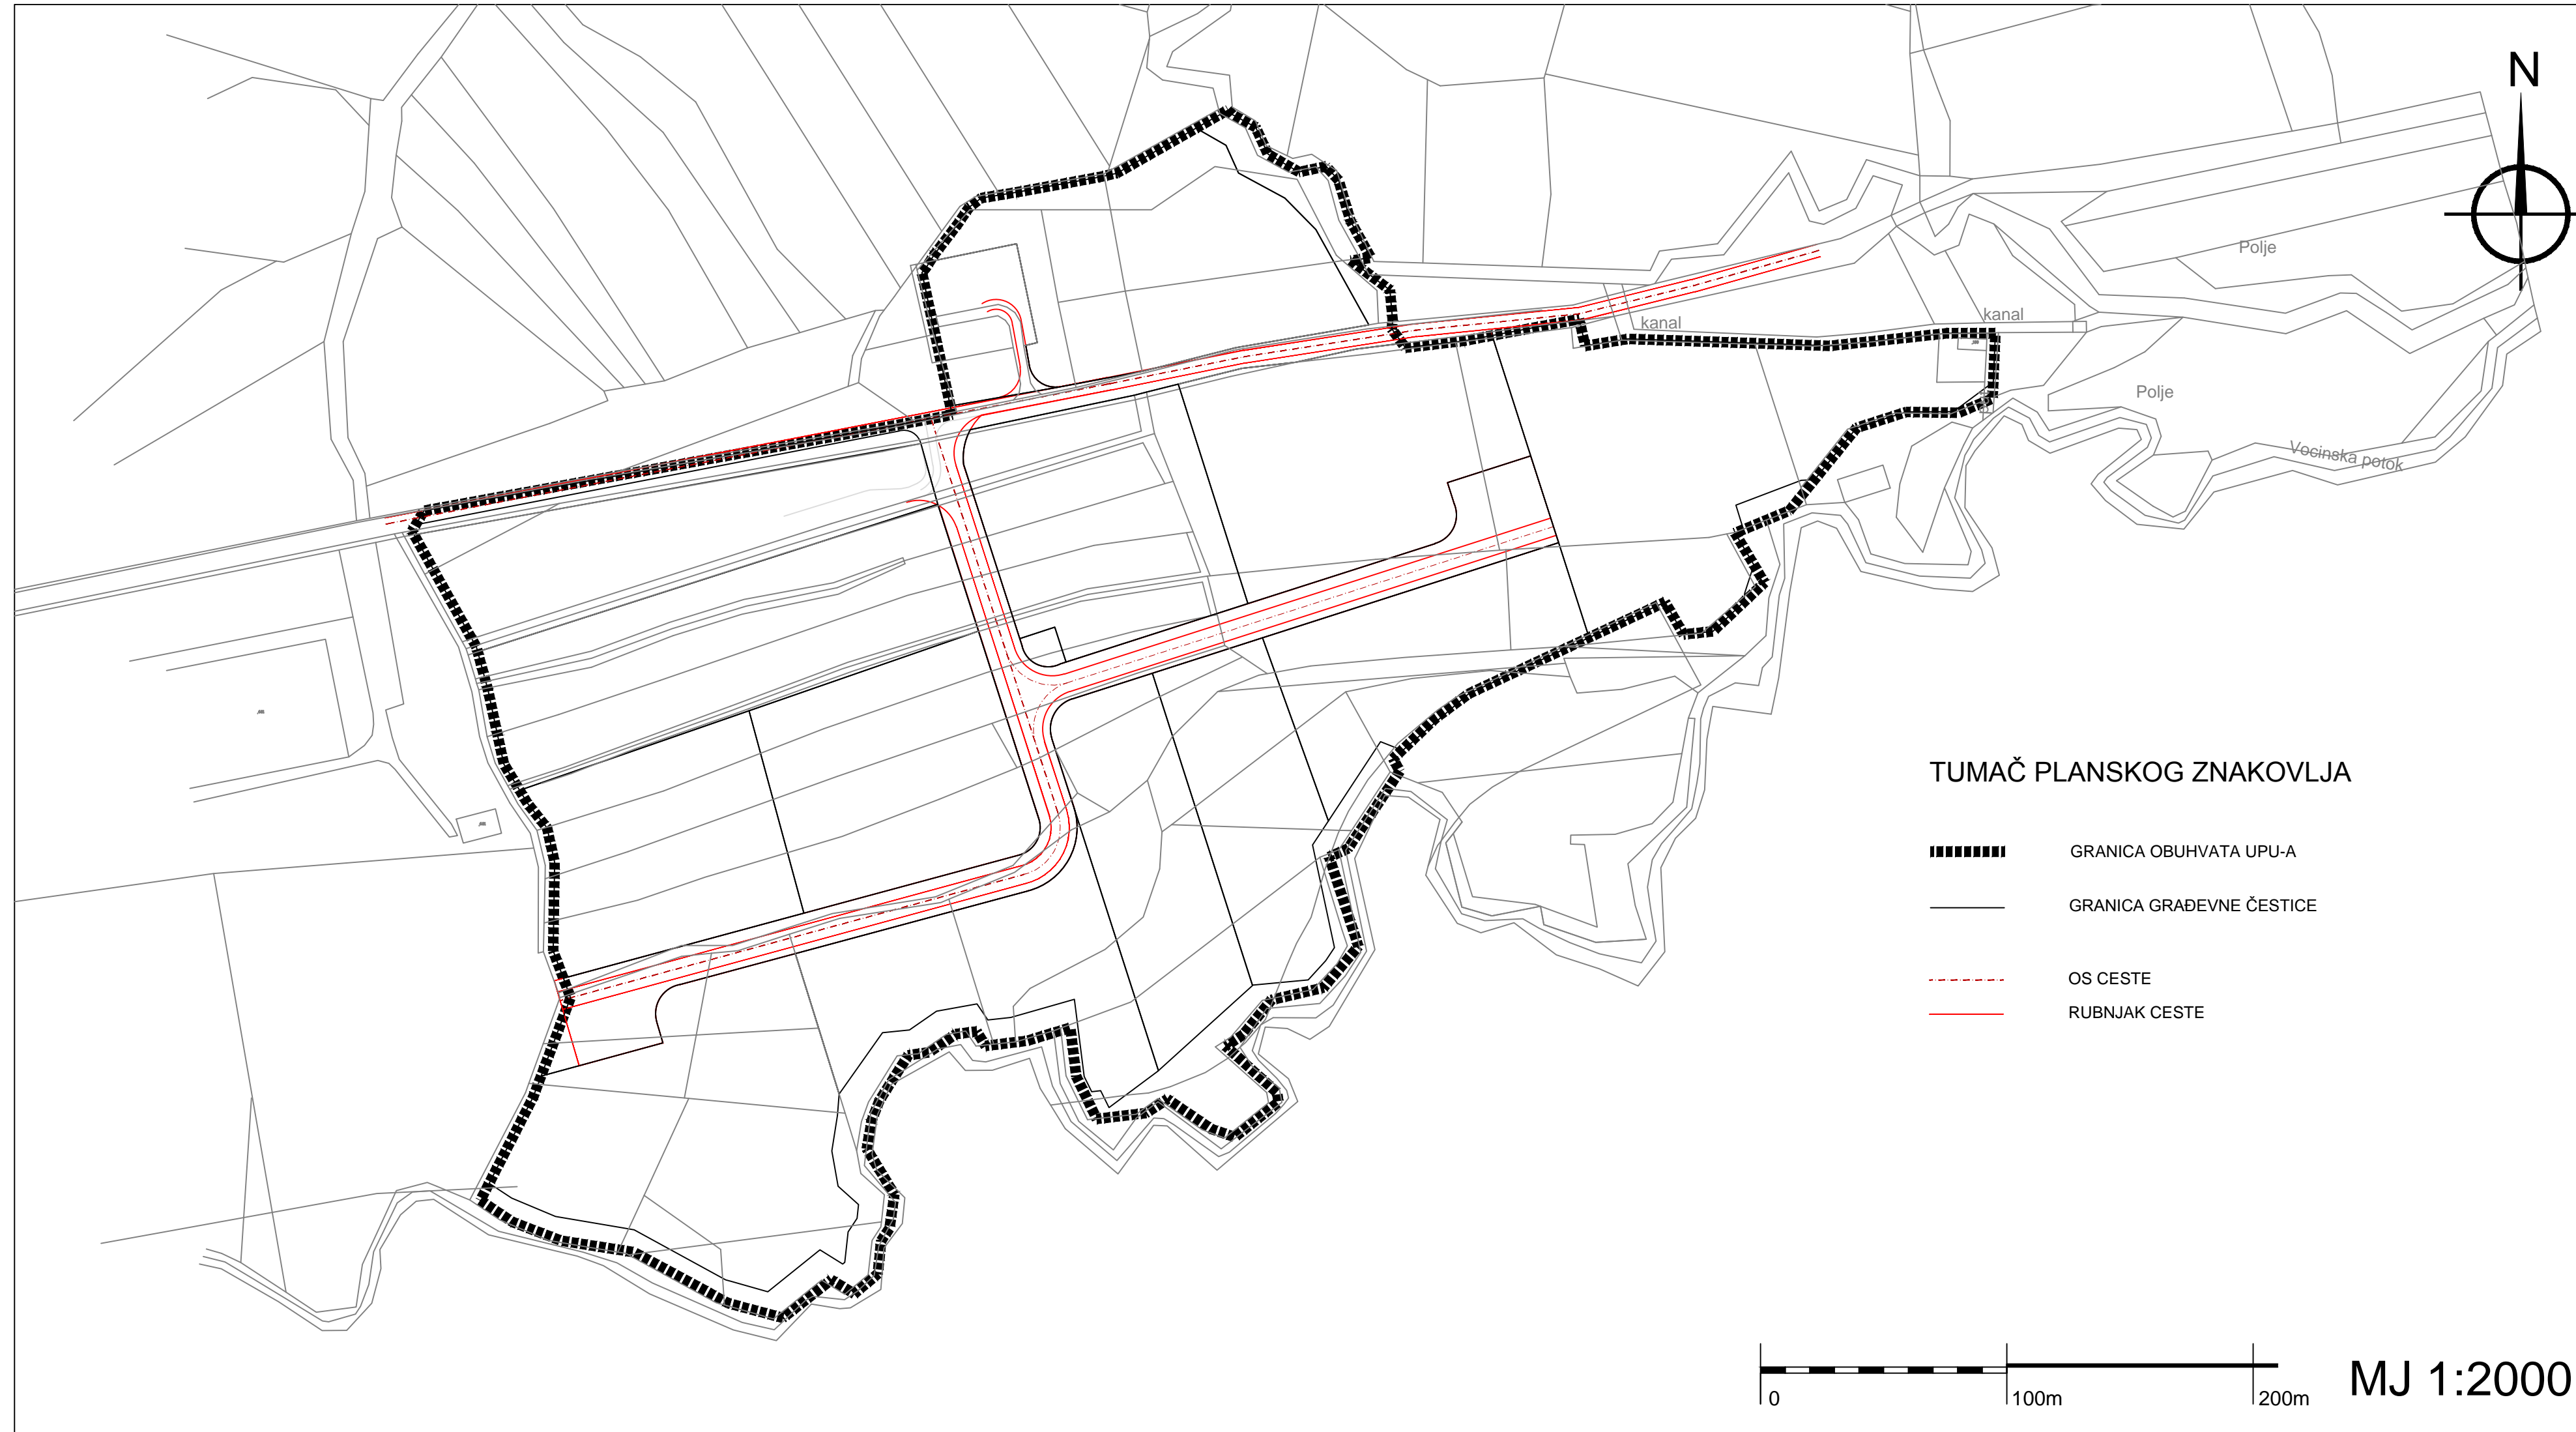 N
Polje
kanal
kanal
Polje
Vocinska potok
TUMAČ PLANSKOG ZNAKOVLJA
GRANICA OBUHVATA UPU-A
GRANICA GRAĐEVNE ČESTICE
OS CESTE
RUBNJAK CESTE
0
100m
200m
MJ 1:2000